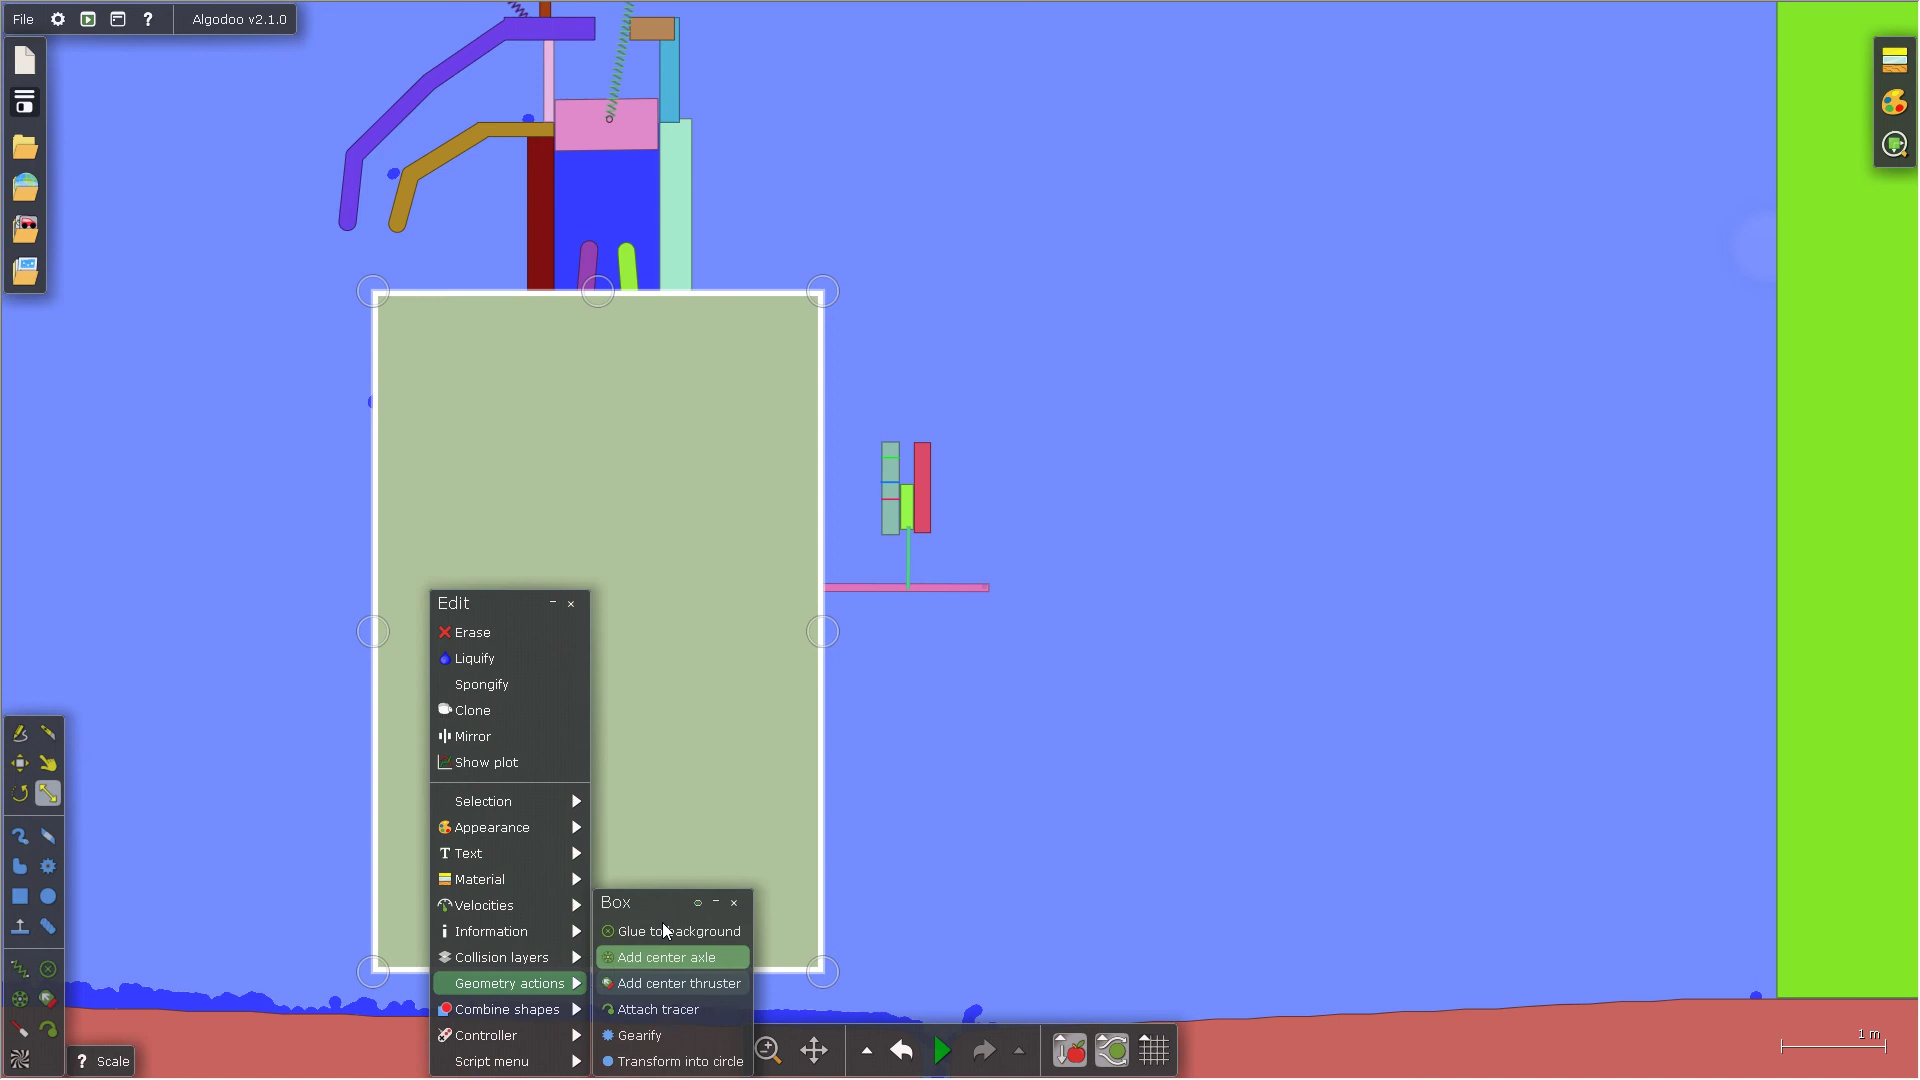 File
? Algodoo v2.1.0
Edit
Erase
Liquify
Spongify
Clone
Mirror
Show plot
Selection
Appearance
T Text
Material
Velocities
Box
i Information
Glue to background
Collision layers
Add center axle
Geometry actions
Add center thruster
Combine shapes
Attach tracer
Controller
Gearify
Script menu
Transform into circle
? Scale
1 m